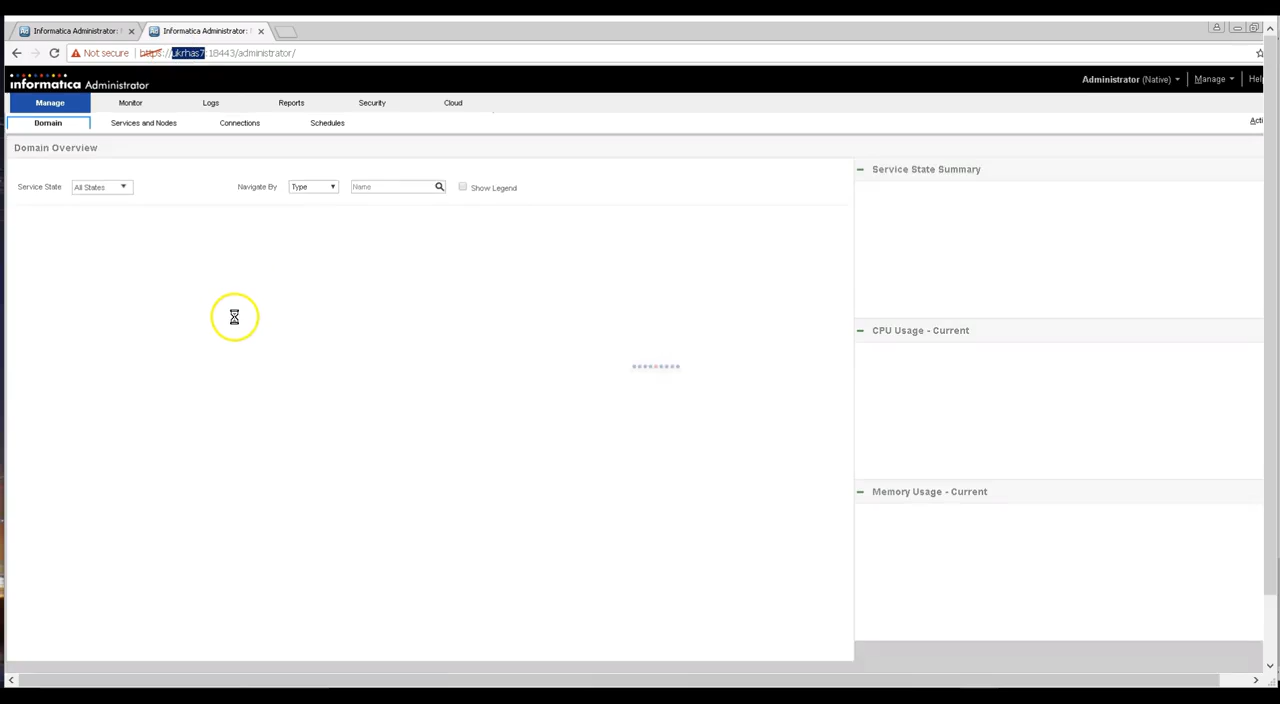 Informatica Administrator:
Informatica Administrator:
Not secure
https://ukrhas7:18443/administrator/
informatica Administrator
Administrator (Native)
Manage
Manage
Monitor
Logs
Reports
Security
Cloud
Domain
Services and Nodes
Connections
Schedules
Domain Overview
Service State Summary
Service State
All States
Navigate By
Type
Name
Show Legend
CPU Usage - Current
Memory Usage - Current